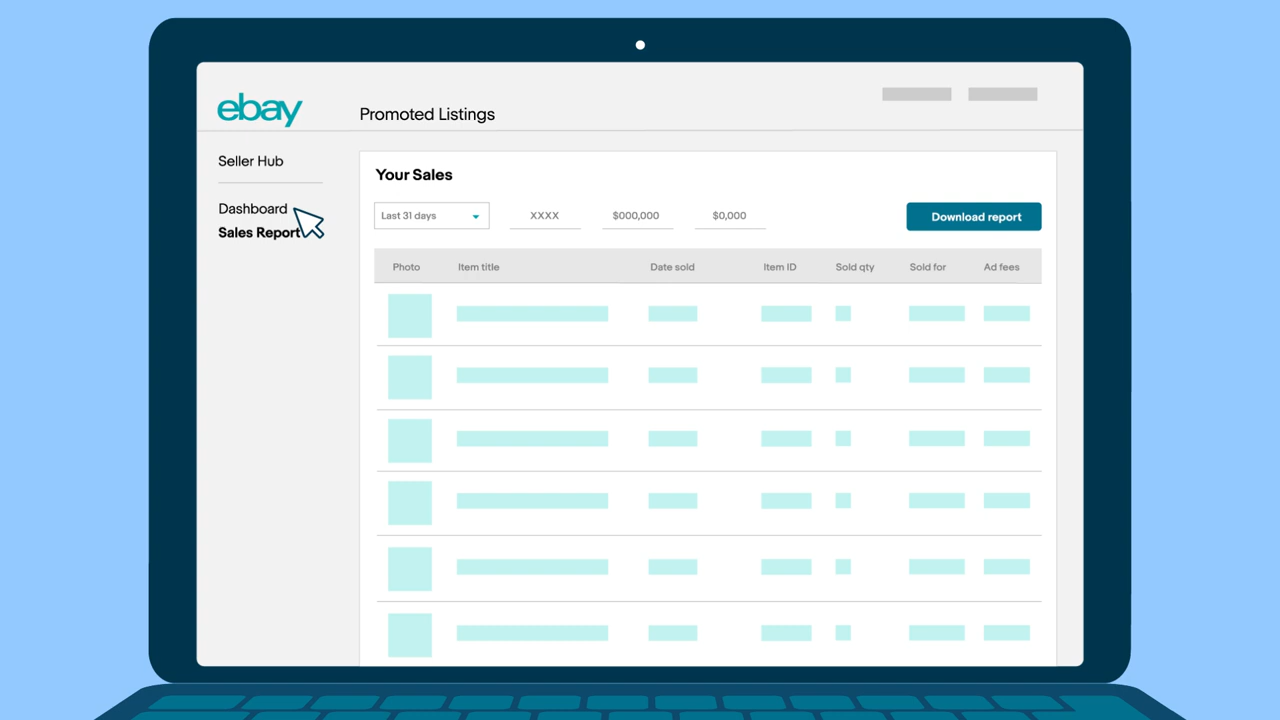 ebay
Promoted Listings
Seller Hub
Dashboard
Sales Report
Your Sales
Last 31 days XXXX $000,000 $0,000 Download report
Photo Item title Date sold Item ID Sold qty Sold for Ad fees